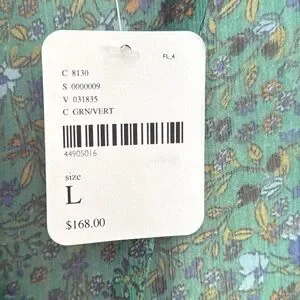 FL_4
C 8130
S 0000009
V 031835
C GRN/VERT
44905016
size
L
$168.00